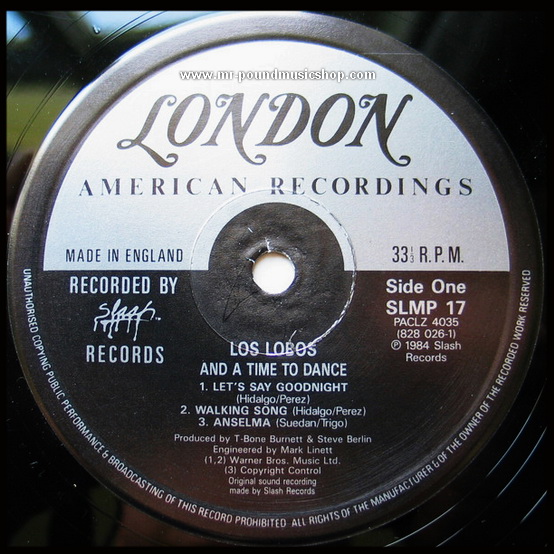 www.mr-poundmusicshop.com
LONDON
AMERICAN RECORDINGS
MADE IN ENGLAND
33⅓ R.P.M.
RECORDED BY
Slash
RECORDS
Side One
SLMP 17
PACLZ 4035
(828 026-1)
℗ 1984 Slash
Records
LOS LOBOS
AND A TIME TO DANCE
1. LET'S SAY GOODNIGHT
(Hidalgo/Perez)
2. WALKING SONG (Hidalgo/Perez)
3. ANSELMA (Suedan/Trigo)
Produced by T-Bone Burnett & Steve Berlin
Engineered by Mark Linett
(1,2) Warner Bros. Music Ltd.
(3) Copyright Control
Original sound recording
made by Slash Records
UNAUTHORISED COPYING PUBLIC PERFORMANCE & BROADCASTING OF THIS RECORD PROHIBITED ALL RIGHTS OF THE MANUFACTURER & OF THE OWNER OF THE RECORDED WORK RESERVED